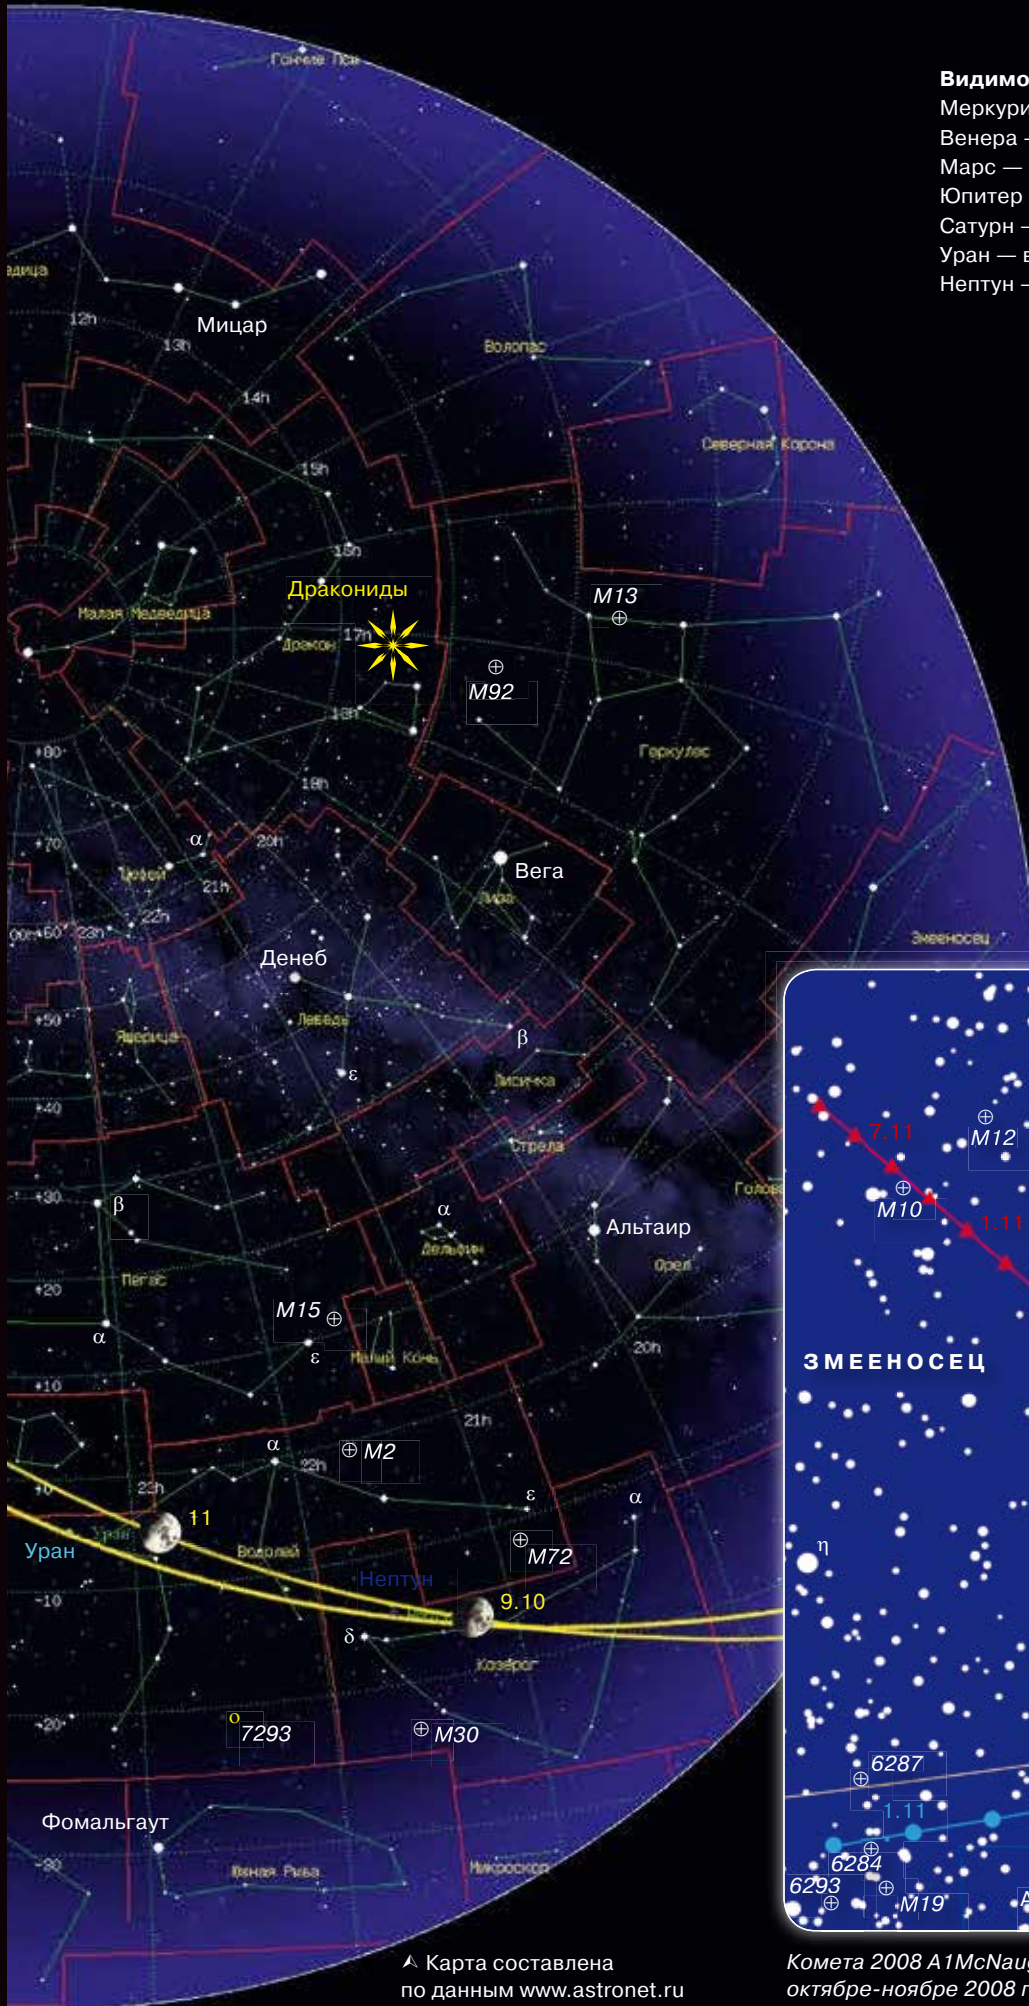 Гончие Псы
Видимо
Меркури
Венера –
Марс —
Юпитер
Сатурн –
Уран — в
Нептун –
едица
12h
13h
Мицар
Волопас
14h
Северная Корона
15h
16h
Дракониды
M13
Малая Медведица
Дракон
17h
M92
18h
Геркулес
+80
19h
+70
α
20h
Вега
Цефей
21h
Лира
22h
+60
23h
Змееносец
Денеб
+50
Лебедь
Ящерица
β
ε
Лисичка
+40
7.11
M12
Стрела
+30
β
α
Голова
M10
Альтаир
1.11
Дельфин
Орел
Пегас
+20
M15
α
ε
Малый Конь
20h
ЗМЕЕНОСЕЦ
+10
21h
α
M2
22h
23h
ε
α
11
Уран
Уран
Водолей
M72
η
Нептун
-10
9.10
δ
Козерог
-20
7293
M30
6287
1.11
Фомальгаут
6284
-30
Южная Рыба
Микроскоп
6293
M19
Карта составлена
по данным www.astronet.ru
Комета 2008 A1McNaug
октябре-ноябре 2008 г